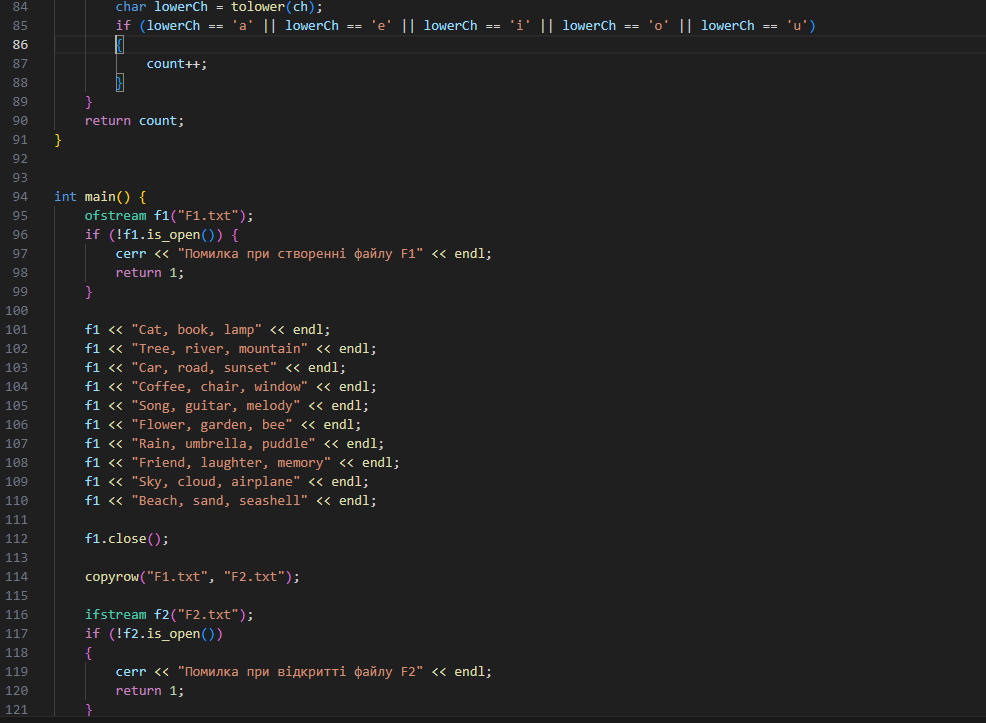 84 char lowerCh = tolower(ch);
85 if (lowerCh == 'a' || lowerCh == 'e' || lowerCh == 'i' || lowerCh == 'o' || lowerCh == 'u')
86 {
87 count++;
88 }
89 }
90 return count;
91 }
92
93
94 int main() {
95 ofstream f1("F1.txt");
96 if (!f1.is_open()) {
97 cerr << "Помилка при створенні файлу F1" << endl;
98 return 1;
99 }
100
101 f1 << "Cat, book, lamp" << endl;
102 f1 << "Tree, river, mountain" << endl;
103 f1 << "Car, road, sunset" << endl;
104 f1 << "Coffee, chair, window" << endl;
105 f1 << "Song, guitar, melody" << endl;
106 f1 << "Flower, garden, bee" << endl;
107 f1 << "Rain, umbrella, puddle" << endl;
108 f1 << "Friend, laughter, memory" << endl;
109 f1 << "Sky, cloud, airplane" << endl;
110 f1 << "Beach, sand, seashell" << endl;
111
112 f1.close();
113
114 copyrow("F1.txt", "F2.txt");
115
116 ifstream f2("F2.txt");
117 if (!f2.is_open())
118 {
119 cerr << "Помилка при відкритті файлу F2" << endl;
120 return 1;
121 }